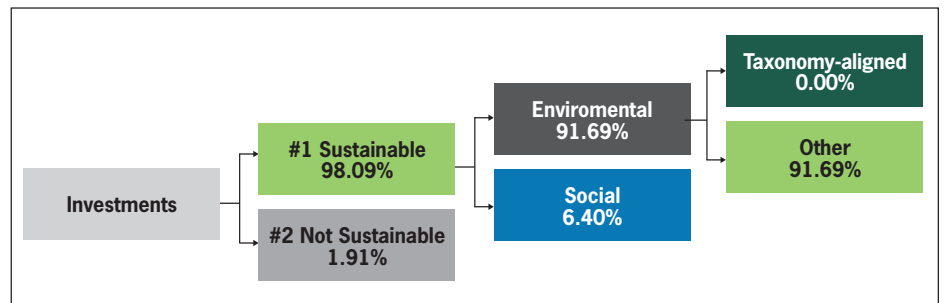 Investments
#1 Sustainable
98.09%
#2 Not Sustainable
1.91%
Enviromental
91.69%
Social
6.40%
Taxonomy-aligned
0.00%
Other
91.69%